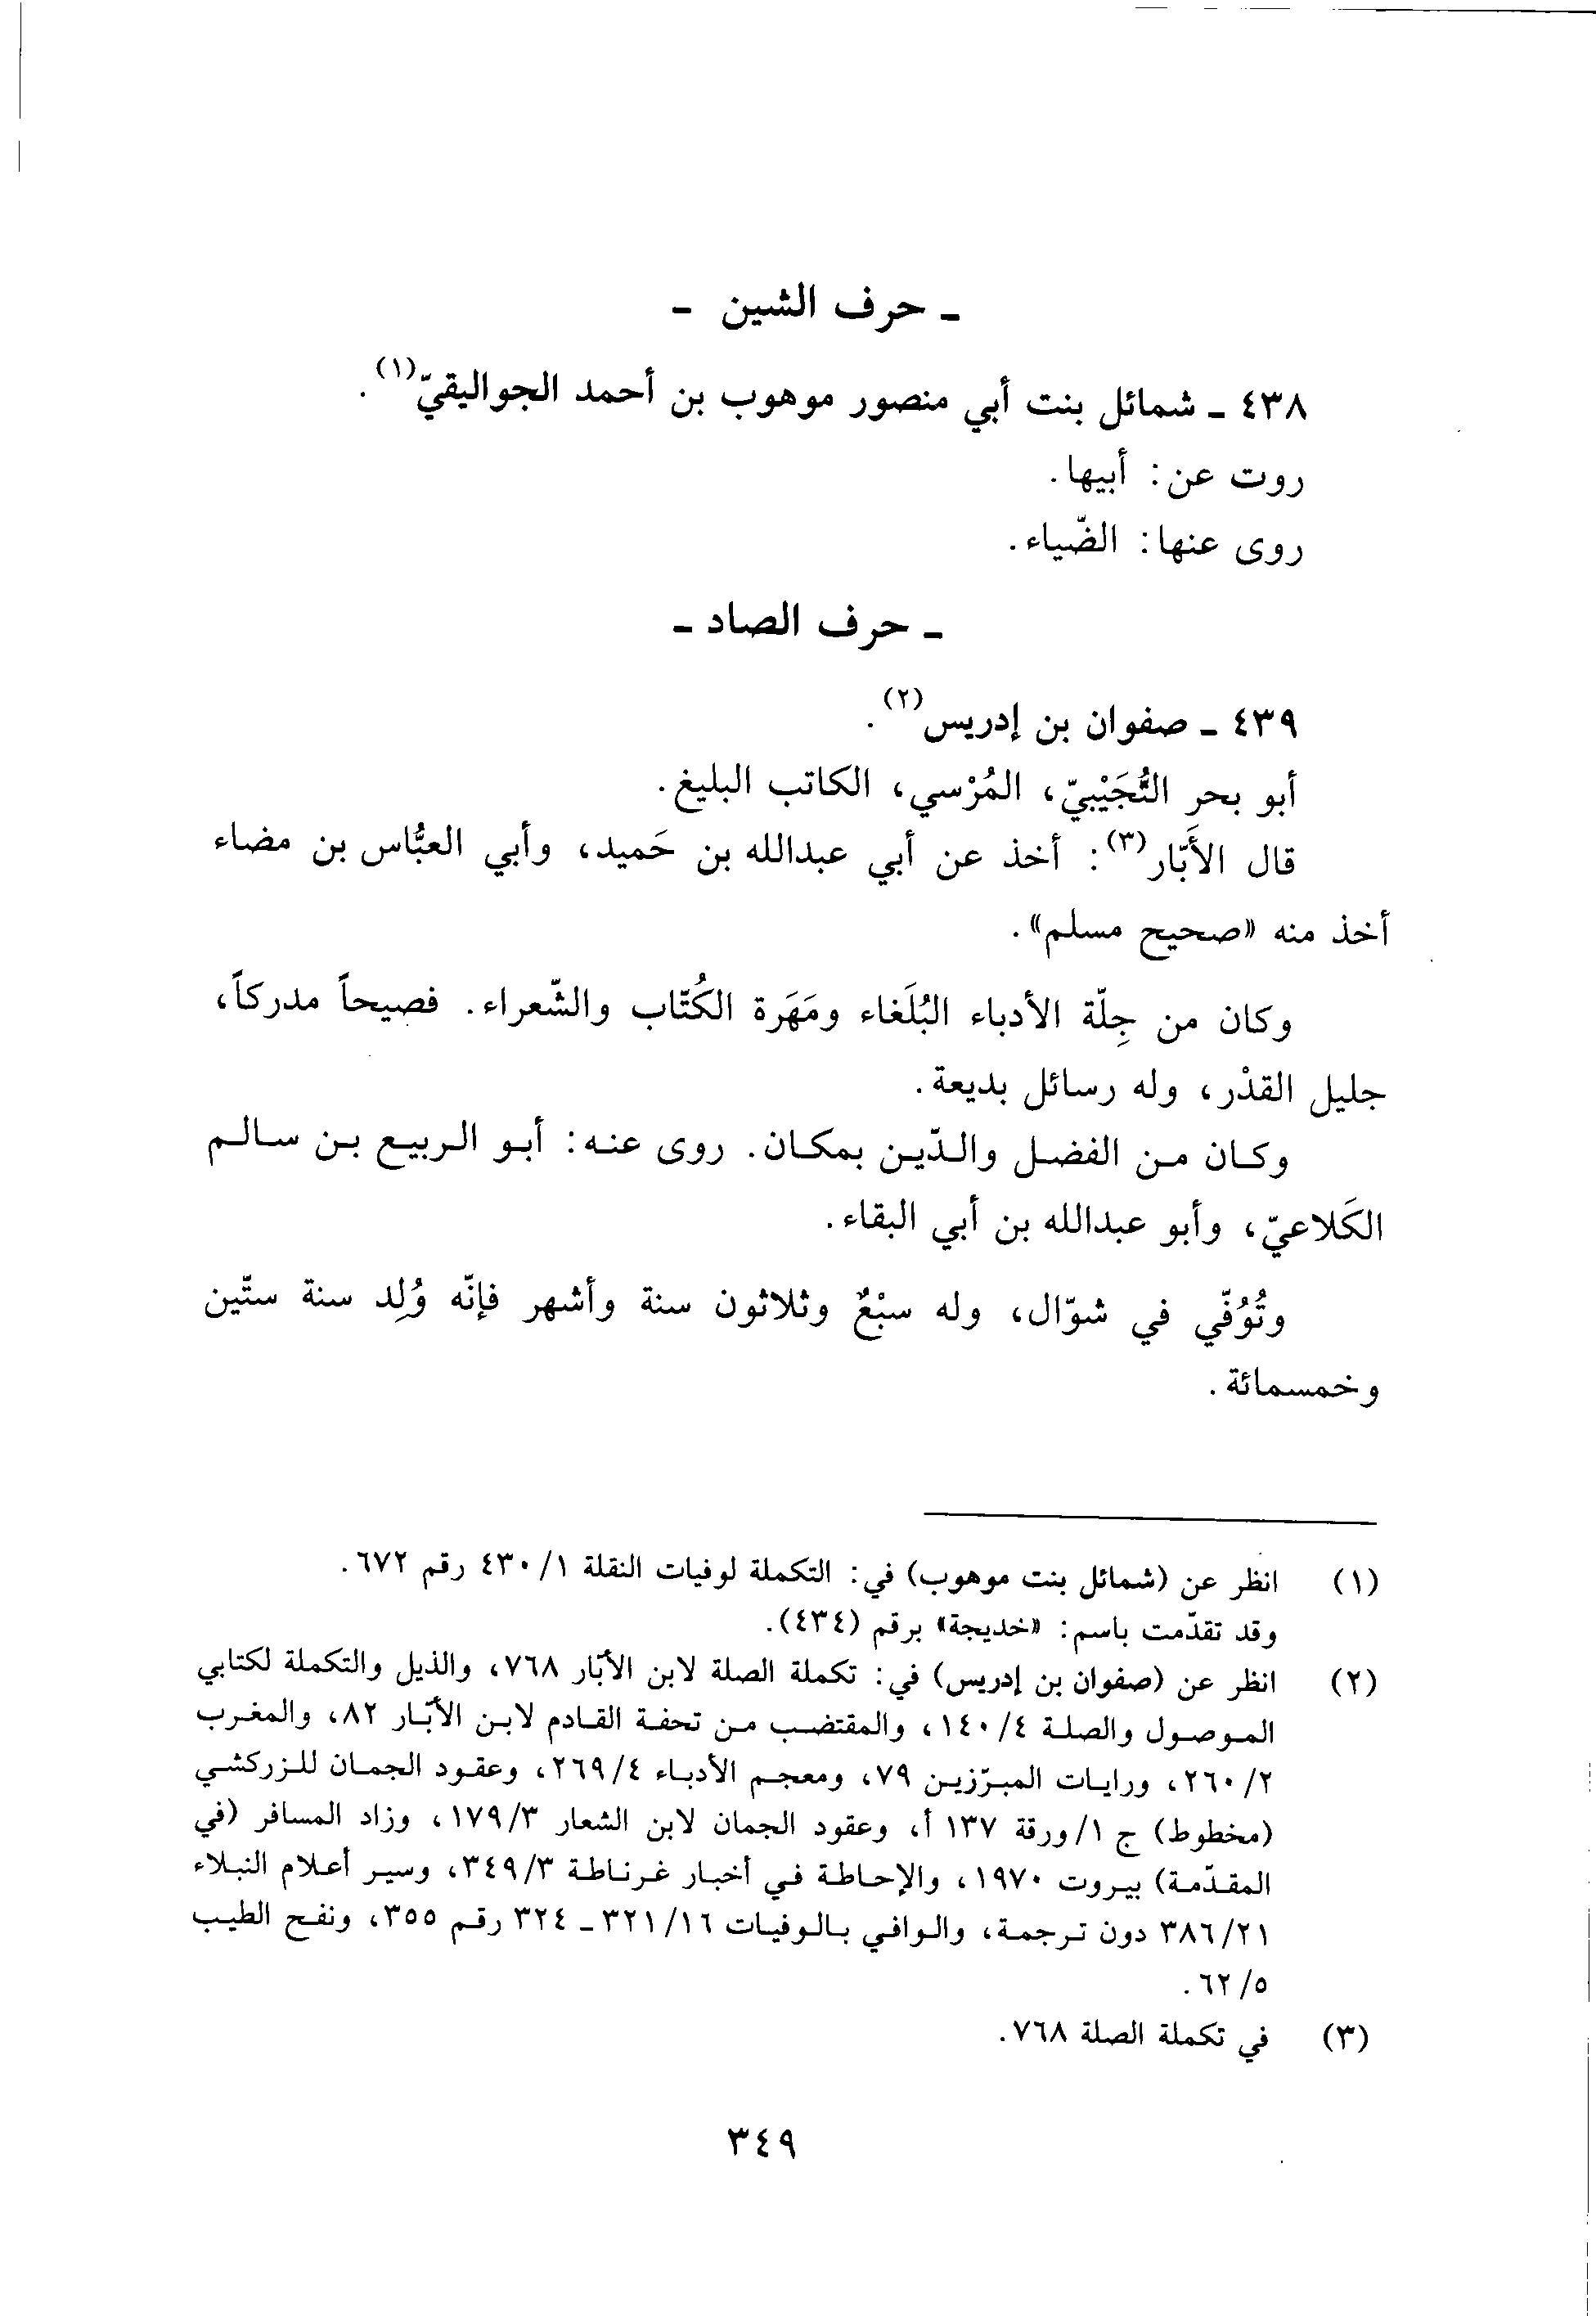 ـ حرف الشين ـ
٤٣٨ ـ شمائل بنت أبي منصور موهوب بن أحمد الجواليقيّ(١).
روت عن: أبيها.
روى عنها: الضّياء.
ـ حرف الصاد ـ
٤٣٩ ـ صفوان بن إدريس(٢).
أبو بحر التُّجَيْبيّ، المُرْسي، الكاتب البليغ.
قال الأَبّار(٣): أخذ عن أبي عبدالله بن حَميد، وأبي العبَّاس بن مضاء
أخذ منه «صحيح مسلم».
وكان من جِلّة الأدباء البُلَغاء ومَهَرة الكُتّاب والشّعراء. فصيحاً مدركاً،
جليل القدْر، وله رسائل بديعة.
وكان من الفضل والدّين بمكان. روى عنه: أبو الربيع بن سالم
الكَلاعيّ، وأبو عبدالله بن أبي البقاء.
وتُوُفّي في شوّال، وله سبْعٌ وثلاثون سنة وأشهر فإنّه وُلِد سنة ستّين
وخمسمائة.
(١) انظر عن (شمائل بنت موهوب) في: التكملة لوفيات النقلة ١/ ٤٣٠ رقم ٦٧٢.
وقد تقدّمت باسم: «خديجة» برقم (٤٣٤).
(٢) انظر عن (صفوان بن إدريس) في: تكملة الصلة لابن الأبّار ٧٦٨، والذيل والتكملة لكتابي
الموصول والصلة ٤/ ١٤٠، والمقتضب من تحفة القادم لابن الأبّار ٨٢، والمغرب
٢/ ٢٦٠، ورايات المبرّزين ٧٩، ومعجم الأدباء ٤/ ٢٦٩، وعقود الجمان للزركشي
(مخطوط) ج ١/ ورقة ١٣٧ أ، وعقود الجمان لابن الشعار ٣/ ١٧٩، وزاد المسافر (في
المقدّمة) بيروت ١٩٧٠، والإحاطة في أخبار غرناطة ٣/ ٣٤٩، وسير أعلام النبلاء
٢١/ ٣٨٦ دون ترجمة، والوافي بالوفيات ١٦/ ٣٢١ ـ ٣٢٤ رقم ٣٥٥، ونفح الطيب
٥/ ٦٢.
(٣) في تكملة الصلة ٧٦٨.
٣٤٩